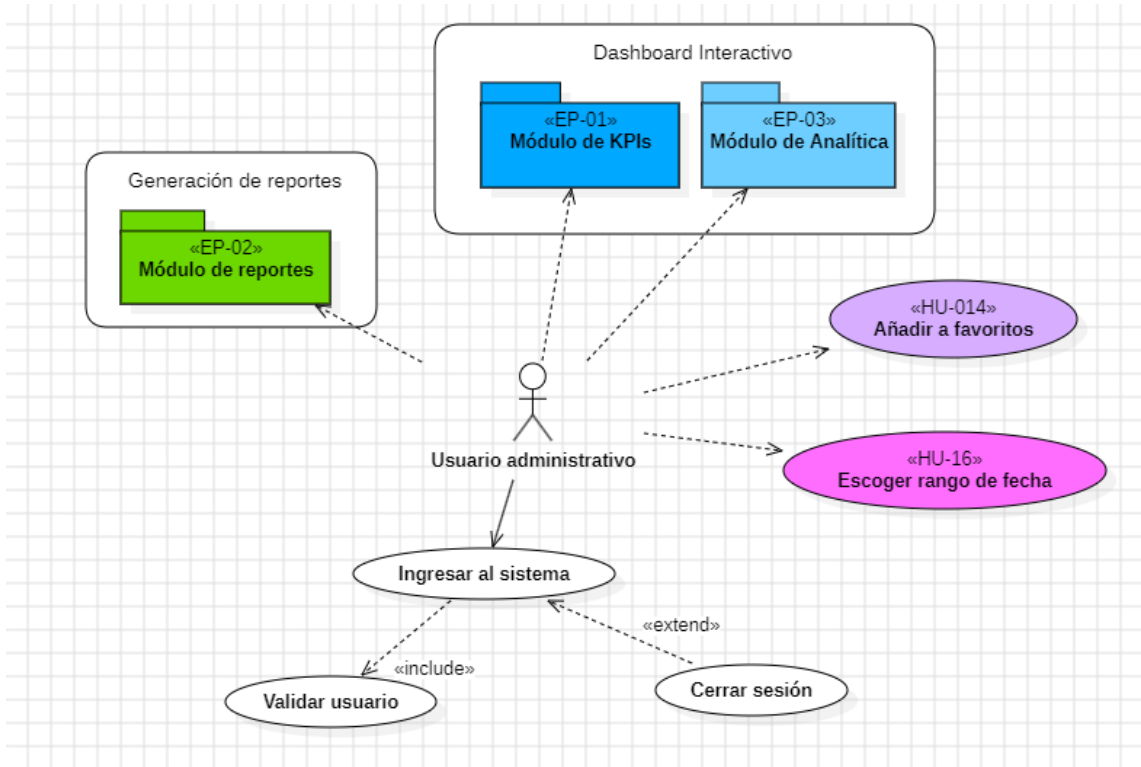 Dashboard Interactivo
«EP-01»
Módulo de KPIs
«EP-03»
Módulo de Analítica
Generación de reportes
«EP-02»
Módulo de reportes
«HU-014»
Añadir a favoritos
Usuario administrativo
«HU-16»
Escoger rango de fecha
Ingresar al sistema
«extend»
«include»
Validar usuario
Cerrar sesión